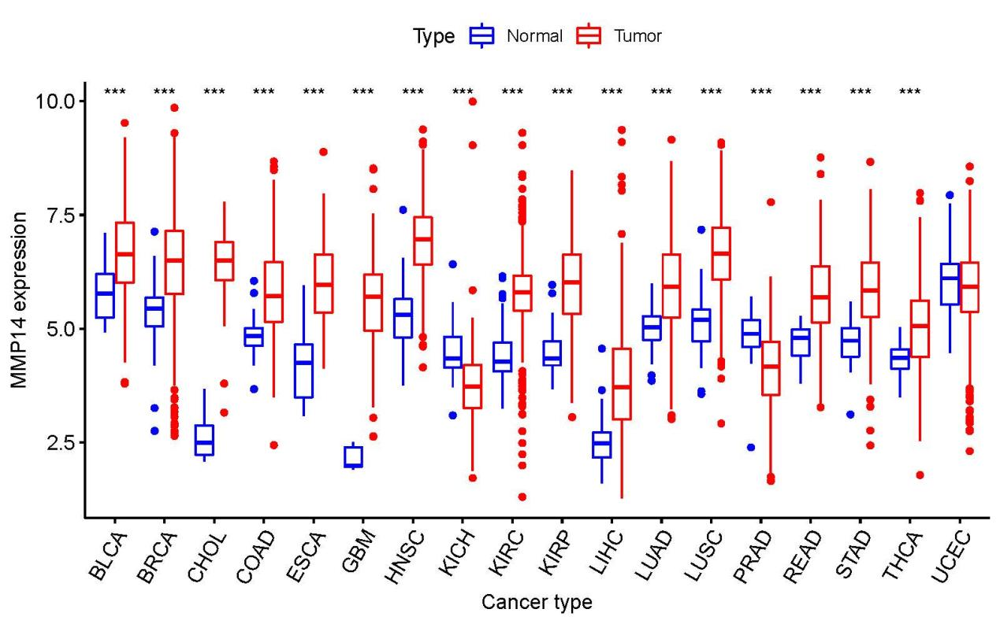 Type Normal Tumor
*** *** *** *** *** *** *** *** *** *** *** *** *** *** *** *** ***
10.0
7.5
5.0
2.5
MMP14 expression
BLCA BRCA CHOL COAD ESCA GBM HNSC KICH KIRC KIRP LIHC LUAD LUSC PRAD READ STAD THCA UCEC
Cancer type